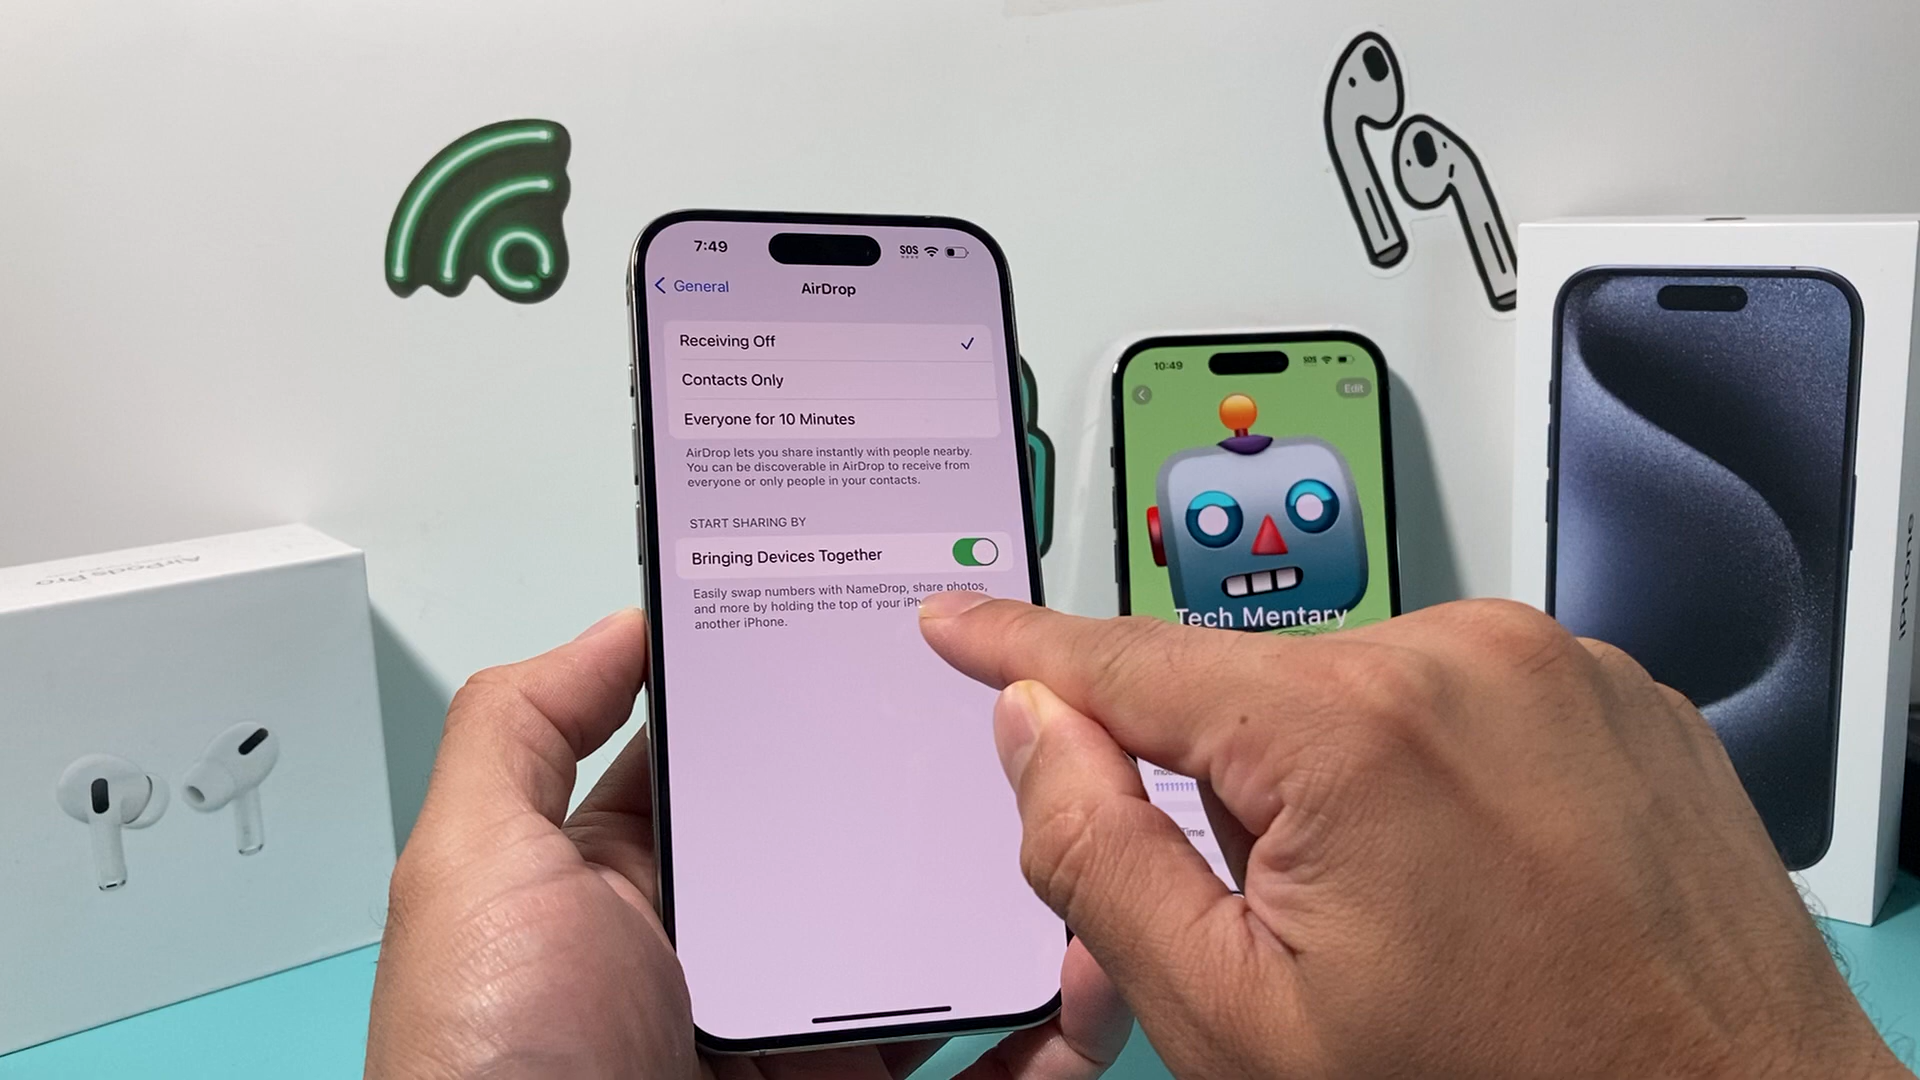 7:49
SOS
General
AirDrop
Receiving Off
Contacts Only
Everyone for 10 Minutes
AirDrop lets you share instantly with people nearby.
You can be discoverable in AirDrop to receive from
everyone or only people in your contacts.
START SHARING BY
Bringing Devices Together
Easily swap numbers with NameDrop, share photos,
and more by holding the top of your
another iPhone.
10:49
SOS
Edit
Tech Mentary
AirPods Pro
iPhone